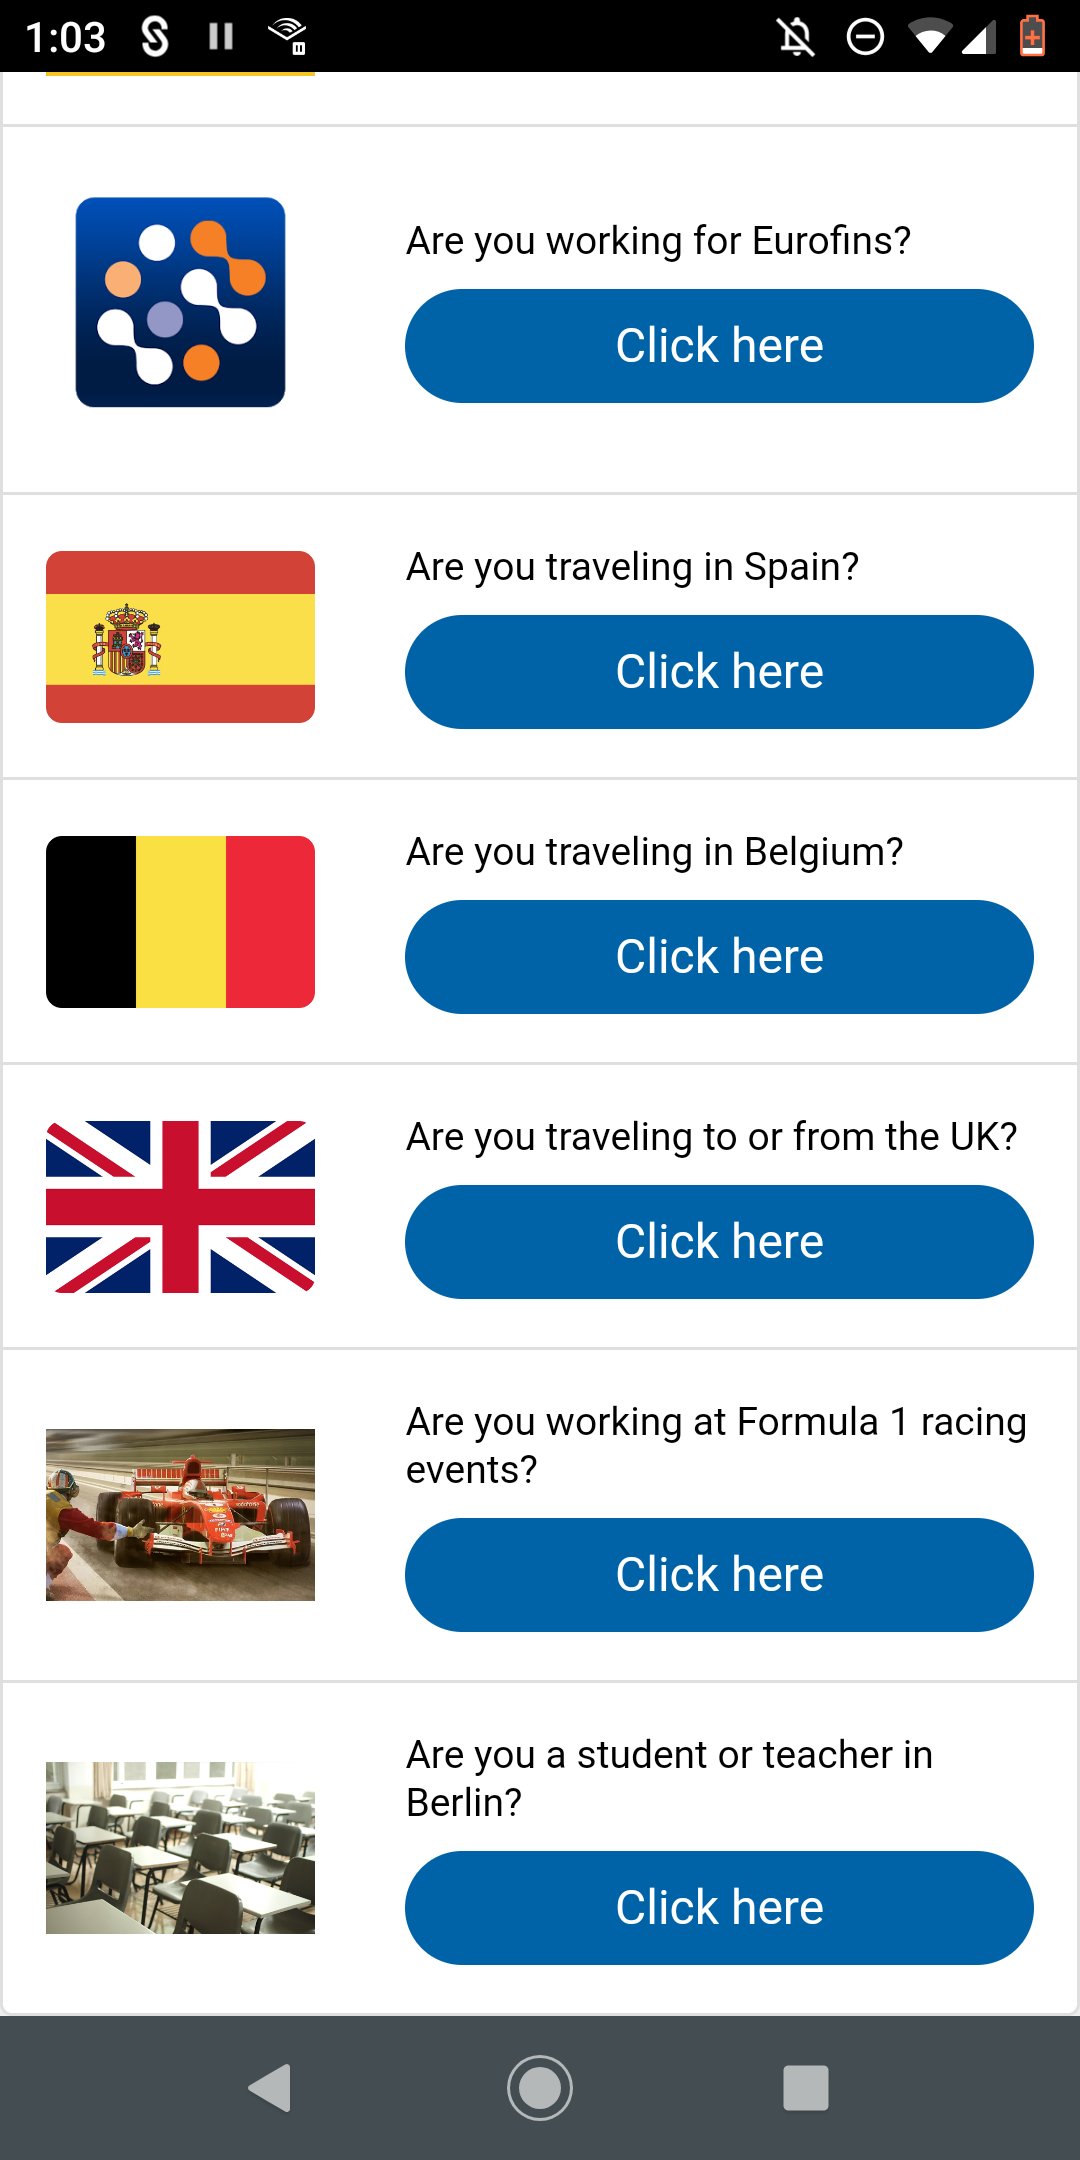 1:03
Are you working for Eurofins?
Click here
Are you traveling in Spain?
Click here
Are you traveling in Belgium?
Click here
Are you traveling to or from the UK?
Click here
Are you working at Formula 1 racing
events?
Click here
Are you a student or teacher in
Berlin?
Click here